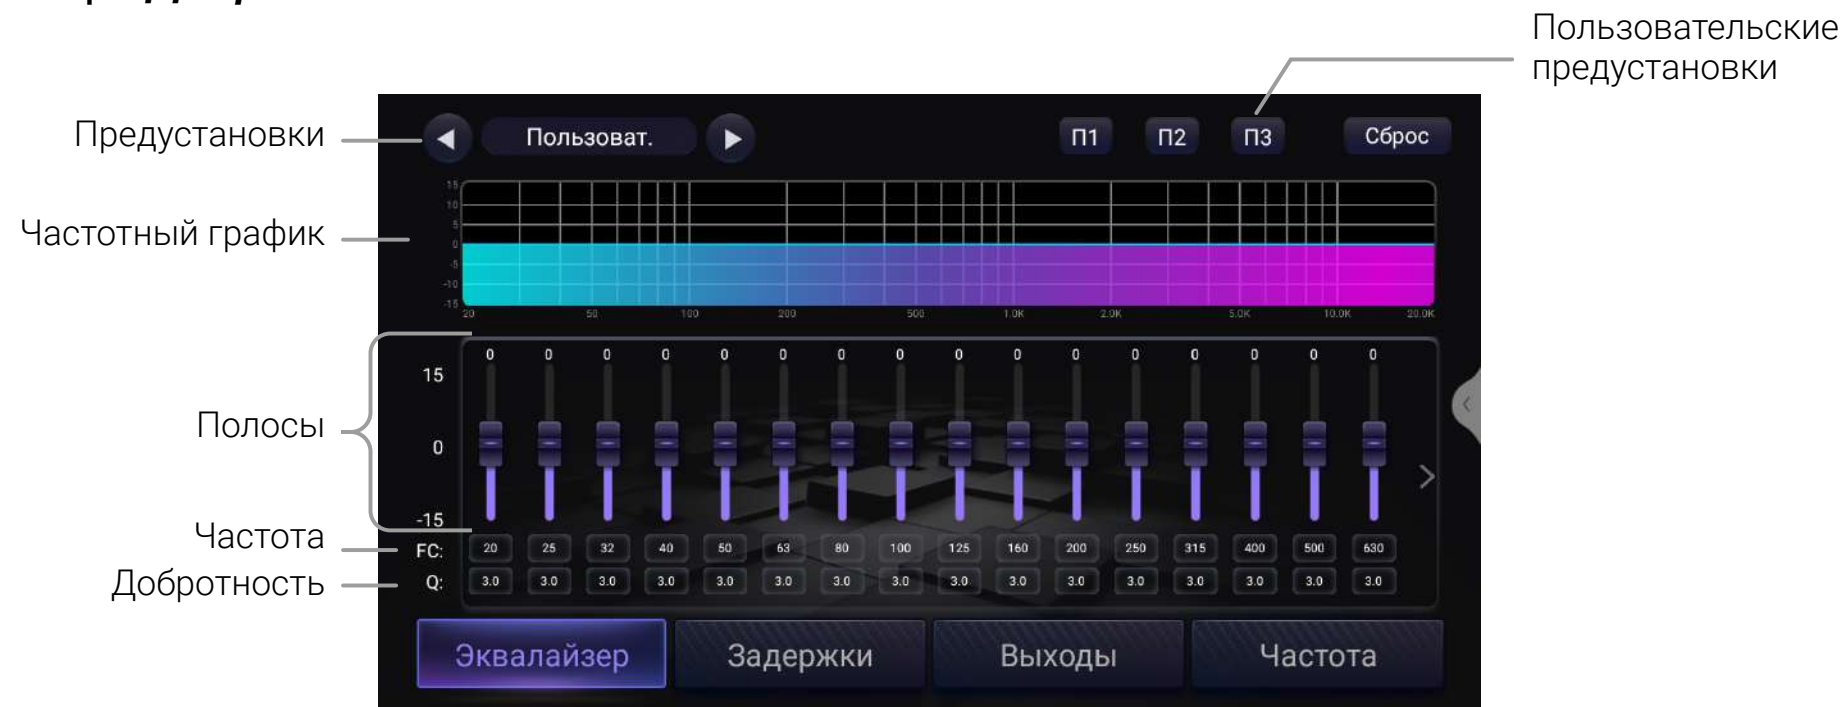 Пользовательские
предустановки
Предустановки
Пользоват.
П1 П2 П3 Сброс
Частотный график
15
10
5
0
-5
-10
-15
20 50 100 200 500 1.0K 2.0K 5.0K 10.0K 20.0K
0 0 0 0 0 0 0 0 0 0 0 0 0 0 0 0
15
Полосы
0
-15
Частота
FC: 20 25 32 40 50 63 80 100 125 160 200 250 315 400 500 630
Добротность
Q: 3.0 3.0 3.0 3.0 3.0 3.0 3.0 3.0 3.0 3.0 3.0 3.0 3.0 3.0 3.0 3.0
Эквалайзер Задержки Выходы Частота